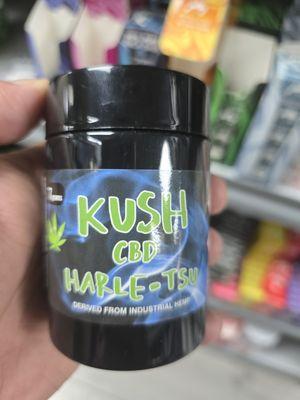 KUSH
CBD
HARLE-TSU
DERIVED FROM INDUSTRIAL HEMP